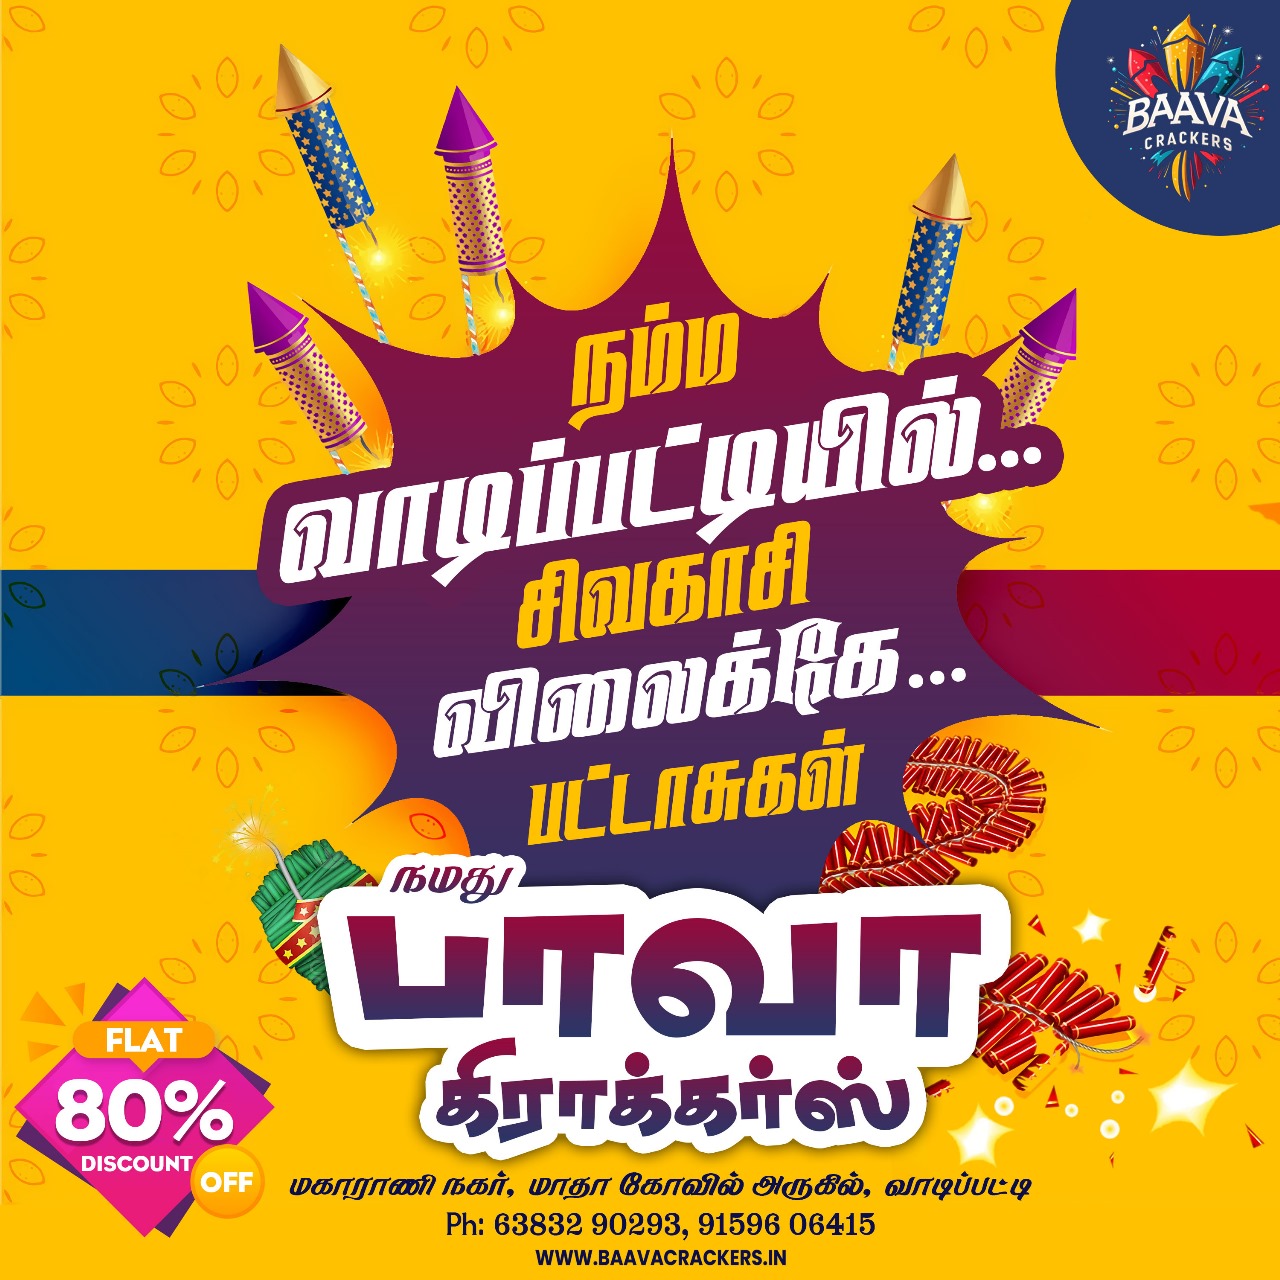 BAAVA
CRACKERS
நம்ம
வாடிப்பட்டியில்...
சிவகாசி
விலைக்கே...
பட்டாசுகள்
நமது
பாவா
கிராக்கர்ஸ்
FLAT
80%
DISCOUNT
OFF
மகாராணி நகர், மாதா கோவில் அருகில், வாடிப்பட்டி
Ph: 63832 90293, 91596 06415
WWW.BAAVACRACKERS.IN